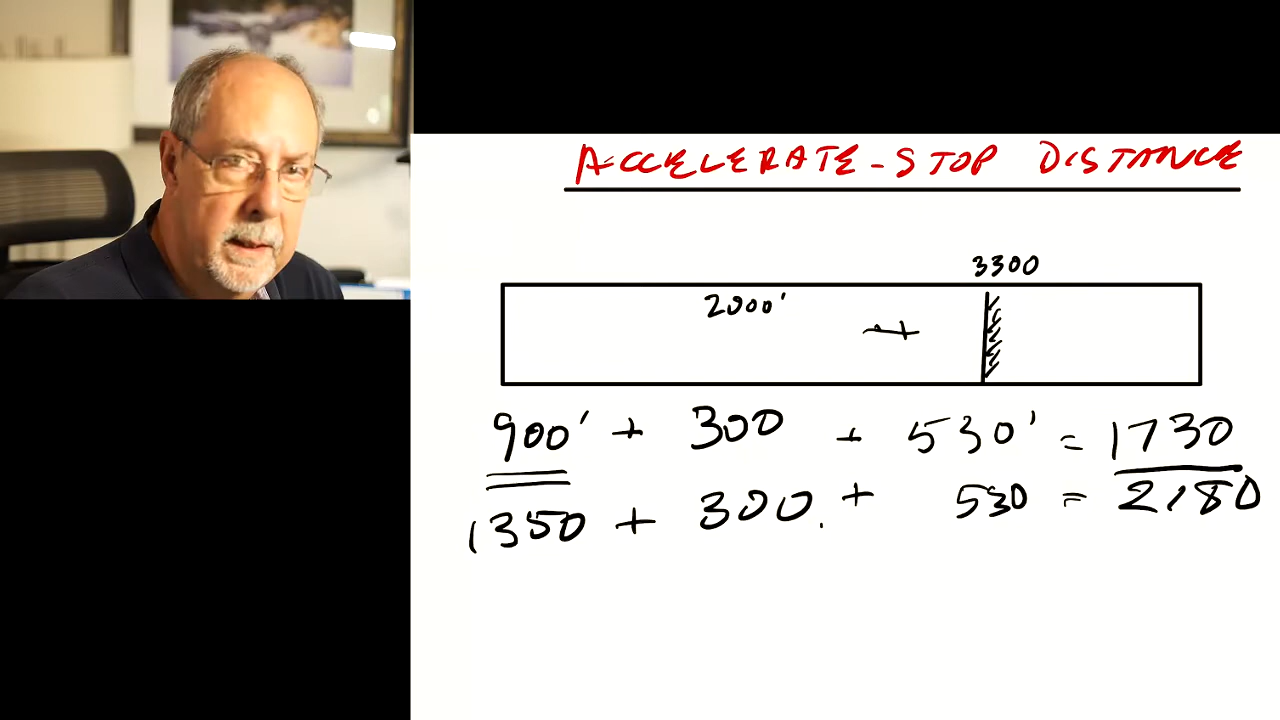 ACCELERATE-STOP DISTANCE
3300
2000'
900' + 300 + 530' = 1730
1350 + 300. + 530 = 2180